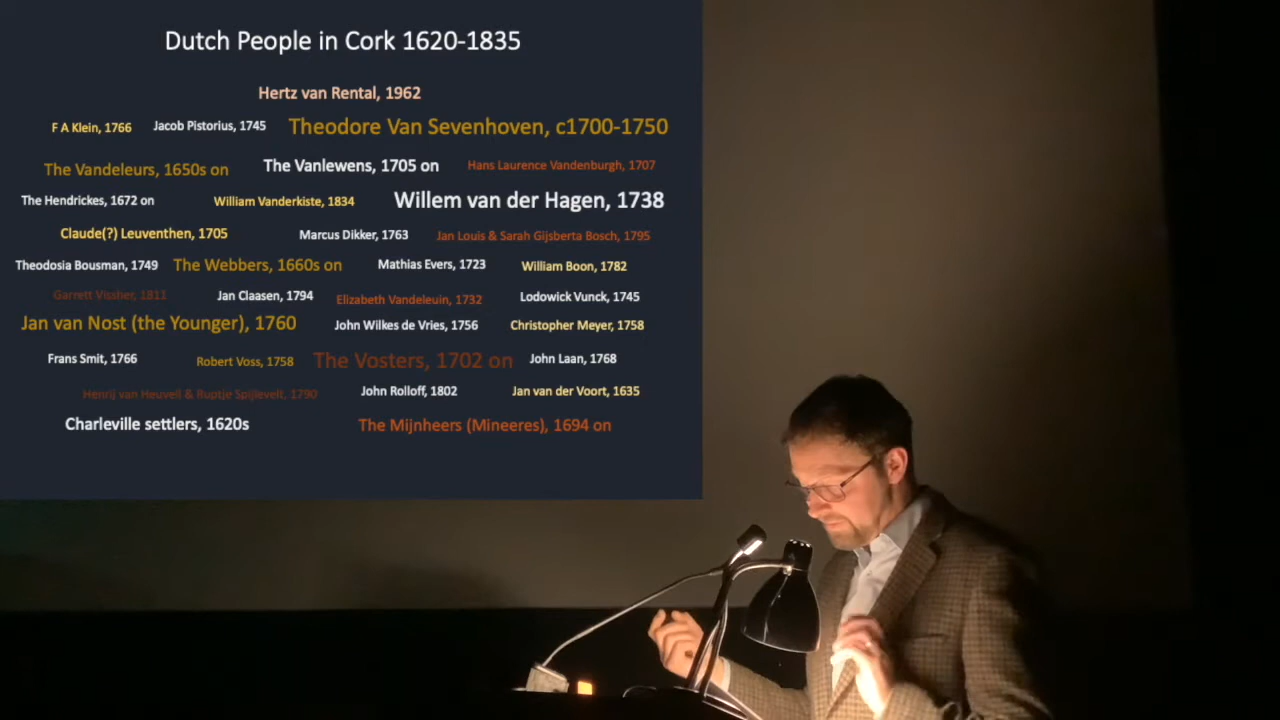 Dutch People in Cork 1620-1835
Hertz van Rental, 1962
F A Klein, 1766 Jacob Pistorius, 1745 Theodore Van Sevenhoven, c1700-1750
The Vandeleurs, 1650s on The Vanlewens, 1705 on Hans Laurence Vandenburgh, 1707
The Hendrickes, 1672 on William Vanderkiste, 1834 Willem van der Hagen, 1738
Claude(?) Leuventhen, 1705 Marcus Dikker, 1763 Jan Louis & Sarah Gijsberta Bosch, 1795
Theodosia Bousman, 1749 The Webbers, 1660s on Mathias Evers, 1723 William Boon, 1782
Garrett Vissher, 1811 Jan Claasen, 1794 Elizabeth Vandeleuin, 1732 Lodowick Vunck, 1745
Jan van Nost (the Younger), 1760 John Wilkes de Vries, 1756 Christopher Meyer, 1758
Frans Smit, 1766 Robert Voss, 1758 The Vosters, 1702 on John Laan, 1768
Henrij van Heuvell & Ruptje Spijlevelt, 1790 John Rolloff, 1802 Jan van der Voort, 1635
Charleville settlers, 1620s The Mijnheers (Mineeres), 1694 on